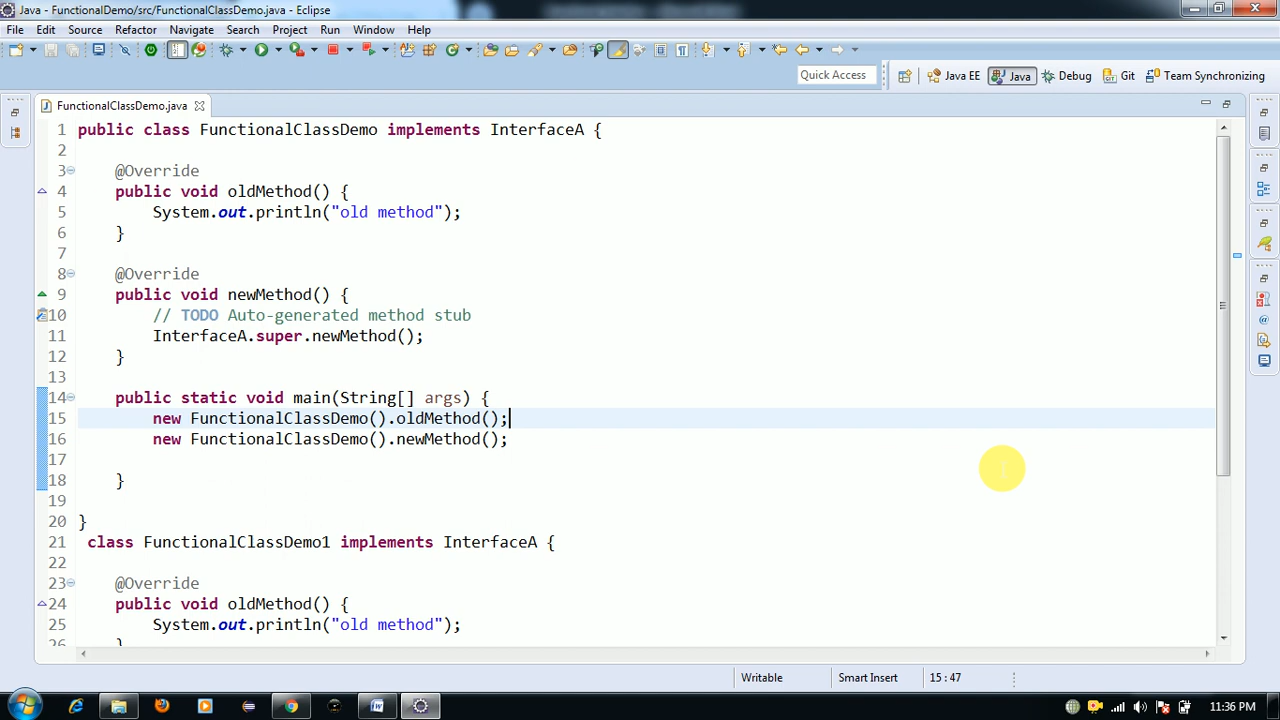 Java - FunctionalDemo/src/FunctionalClassDemo.java - Eclipse
File Edit Source Refactor Navigate Search Project Run Window Help
Quick Access Java EE Java Debug Git Team Synchronizing
FunctionalClassDemo.java
1 public class FunctionalClassDemo implements InterfaceA {
2
3 @Override
4 public void oldMethod() {
5 System.out.println("old method");
6 }
7
8 @Override
9 public void newMethod() {
10 // TODO Auto-generated method stub
11 InterfaceA.super.newMethod();
12 }
13
14 public static void main(String[] args) {
15 new FunctionalClassDemo().oldMethod();
16 new FunctionalClassDemo().newMethod();
17
18 }
19
20 }
21 class FunctionalClassDemo1 implements InterfaceA {
22
23 @Override
24 public void oldMethod() {
25 System.out.println("old method");
26 }
Writable Smart Insert 15 : 47
11:36 PM